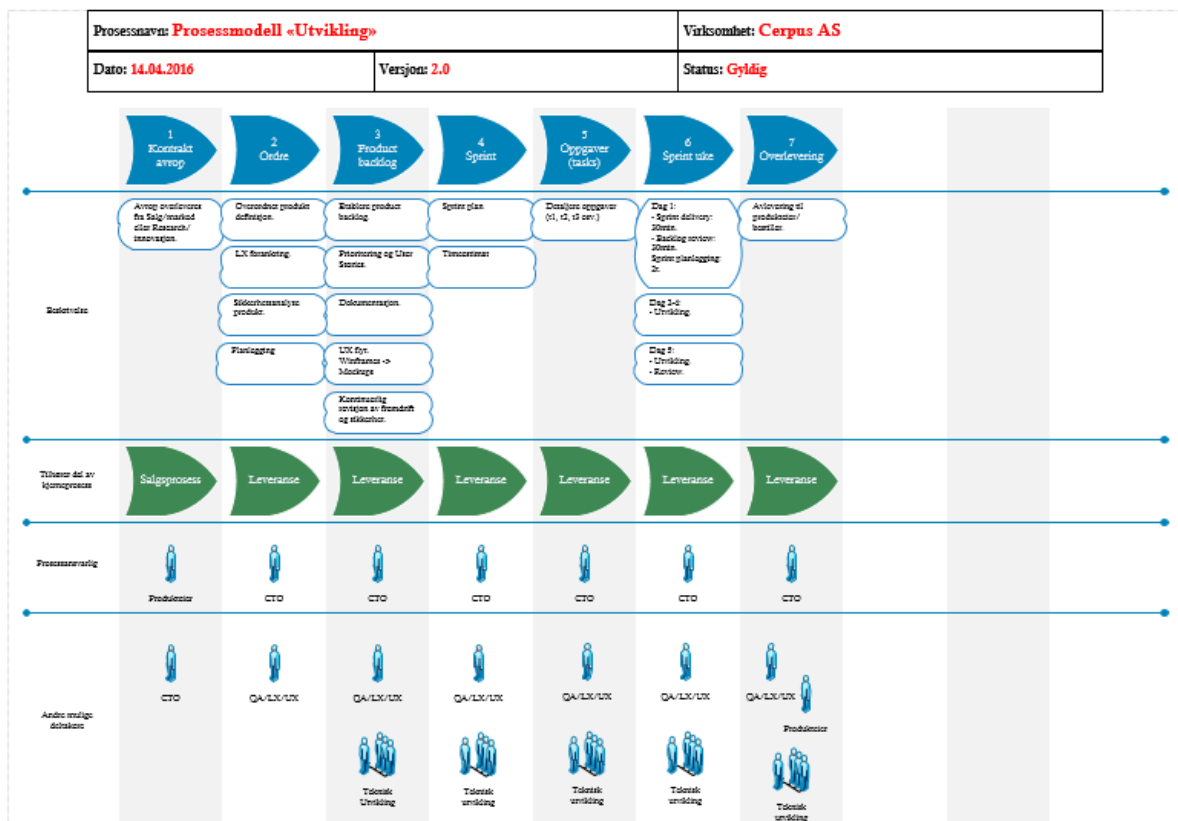 Prosessnavn: Prosessmodell «Utvikling»
Virksomhet: Cerpus AS
Dato: 14.04.2016
Versjon: 2.0
Status: Gyldig
1
Kontrakt
avrop
2
Ordre
3
Product
backlog
4
Sprint
5
Oppgaver
(tasks)
6
Sprint uke
7
Overlevering
Beskrivelse
Avrop overleveres
fra Salg/marked
eller Research/
innovasjon.
Overordnet produkt
definisjon.
LX forankring.
Sikkerhetsanalyse
produkt.
Planlegging
Etablere product
backlog.
Prioritering og User
Stories.
Dokumentasjon.
UX flyt.
Wireframes ->
Mockups
Kontinuerlig
revisjon av fremdrift
og sikkerhet.
Sprint plan.
Timeestimat
Detaljere oppgaver
(t1, t2, t3 osv.)
Dag 1:
- Sprint delivery:
30min.
- Backlog review:
30min.
Sprint planlegging:
2t.
Dag 2-4:
- Utvikling.
Dag 5:
- Utvikling.
- Review.
Avlevering til
produkteier/
bestiller.
Tilhører del av
kjerneprosess
Salgsprosess
Leveranse
Leveranse
Leveranse
Leveranse
Leveranse
Leveranse
Prosessansvarlig
Produkteier
CTO
CTO
CTO
CTO
CTO
CTO
Andre mulige
deltakere
CTO
QA/LX/UX
QA/LX/UX
QA/LX/UX
QA/LX/UX
QA/LX/UX
QA/LX/UX
Produkteier
Teknisk
Utvikling
Teknisk
utvikling
Teknisk
utvikling
Teknisk
utvikling
Teknisk
utvikling